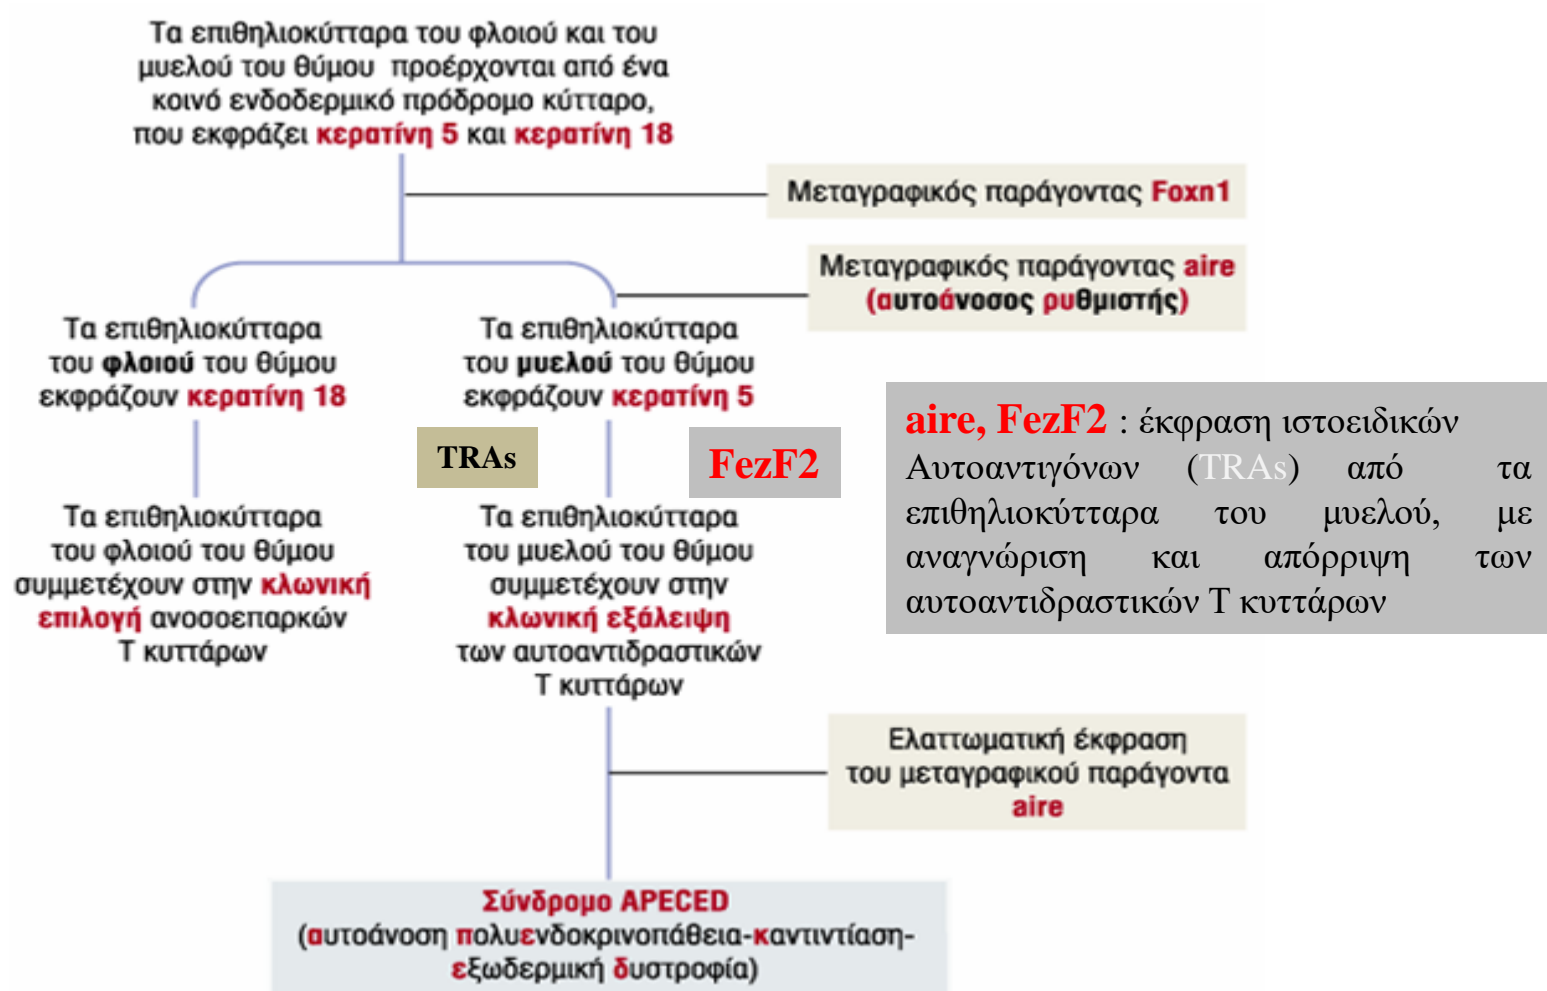 Τα επιθηλιοκύτταρα του φλοιού και του
μυελού του θύμου προέρχονται από ένα
κοινό ενδοδερμικό πρόδρομο κύτταρο,
που εκφράζει κερατίνη 5 και κερατίνη 18
Μεταγραφικός παράγοντας Foxn1
Μεταγραφικός παράγοντας aire
(αυτοάνοσος ρυθμιστής)
Τα επιθηλιοκύτταρα
του φλοιού του θύμου
εκφράζουν κερατίνη 18
Τα επιθηλιοκύτταρα
του μυελού του θύμου
εκφράζουν κερατίνη 5
TRAs
FezF2
aire, FezF2 : έκφραση ιστοειδικών
Αυτοαντιγόνων (TRAs) από τα
επιθηλιοκύτταρα του μυελού, με
αναγνώριση και απόρριψη των
αυτοαντιδραστικών Τ κυττάρων
Τα επιθηλιοκύτταρα
του φλοιού του θύμου
συμμετέχουν στην κλωνική
επιλογή ανοσοεπαρκών
Τ κυττάρων
Τα επιθηλιοκύτταρα
του μυελού του θύμου
συμμετέχουν στην
κλωνική εξάλειψη
των αυτοαντιδραστικών
Τ κυττάρων
Ελαττωματική έκφραση
του μεταγραφικού παράγοντα
aire
Σύνδρομο APECED
(αυτοάνοση πολυενδοκρινοπάθεια-καντιντίαση-
εξωδερμική δυστροφία)